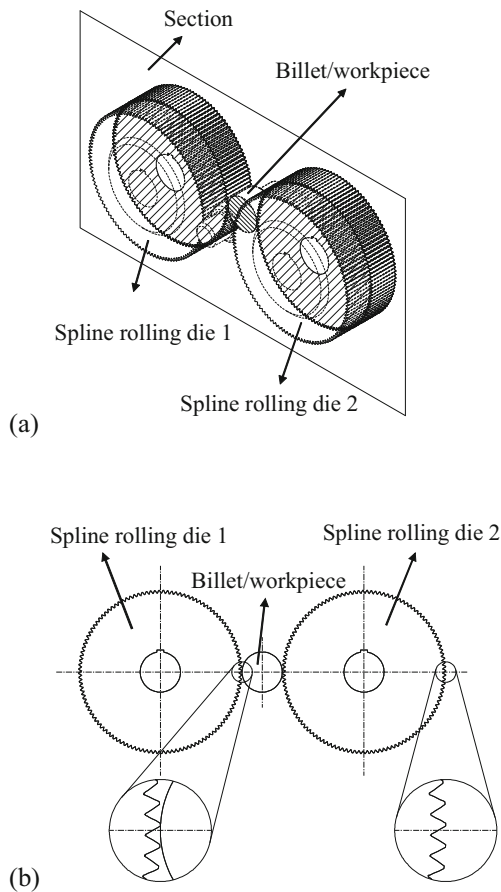 Section
Billet/workpiece
Spline rolling die 1
Spline rolling die 2
(a)
Spline rolling die 1
Spline rolling die 2
Billet/workpiece
(b)